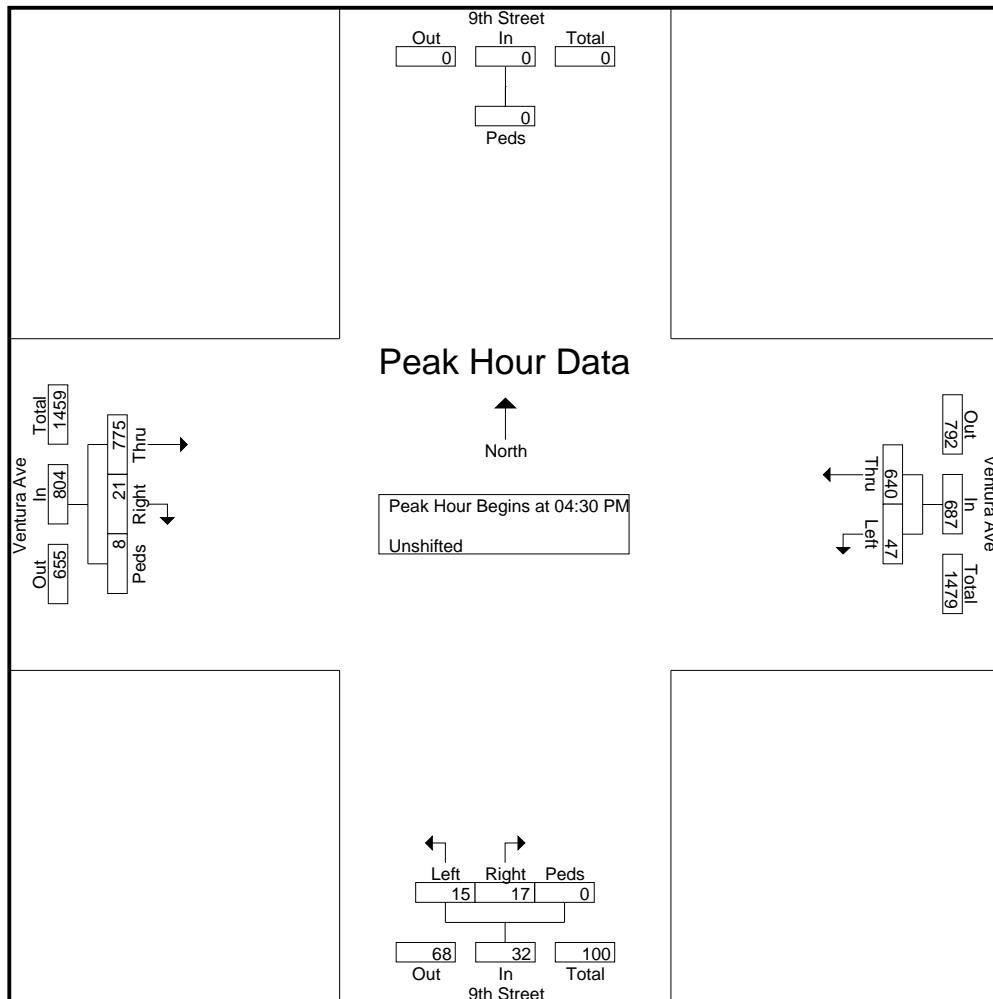 9th Street
Out In Total
0 0 0
0
Peds
Peak Hour Data
North
Peak Hour Begins at 04:30 PM
Unshifted
Ventura Ave
Total In Out
1459 804 655
775 21 8
Thru Right Peds
Ventura Ave
Out In Total
792 687 1479
640 47
Thru Left
Left Right Peds
15 17 0
68 32 100
Out In Total
9th Street